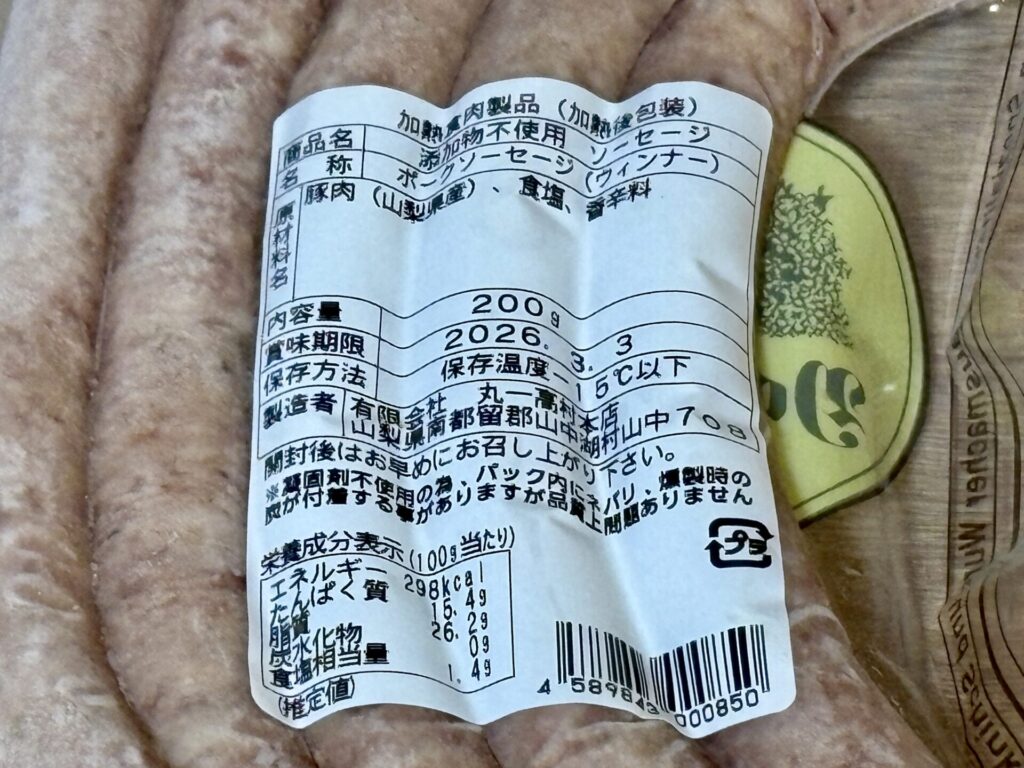 加熱食肉製品（加熱後包装）
商品名 添加物不使用 ソーセージ
名称 ポークソーセージ（ウィンナー）
原材料名 豚肉（山梨県産）、食塩、香辛料
内容量 200g
賞味期限 2026. 3. 3
保存方法 保存温度－15℃以下
製造者 有限会社 丸一高村本店
山梨県南都留郡山中湖村山中708
開封後はお早めにお召し上がり下さい。
※凝固剤不使用の為、パック内にネバリ、燻製時の
灰が付着する事がありますが品質上問題ありません
プラ
栄養成分表示（100g当たり）
エネルギー 298kcal
たんぱく質 15.4g
脂質 26.2g
炭水化物 0g
食塩相当量 1.4g
（推定値）
4 589843 000850